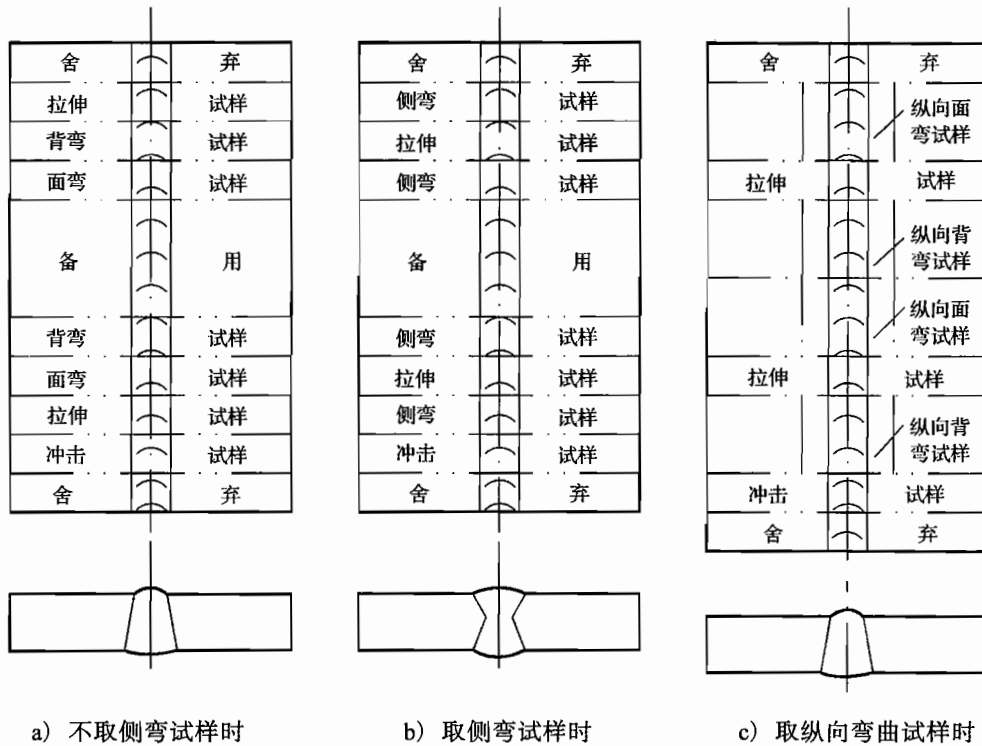 舍 弃
拉伸 试样
背弯 试样
面弯 试样
备 用
背弯 试样
面弯 试样
拉伸 试样
冲击 试样
舍 弃
a) 不取侧弯试样时
舍 弃
侧弯 试样
拉伸 试样
侧弯 试样
备 用
侧弯 试样
拉伸 试样
侧弯 试样
冲击 试样
舍 弃
b) 取侧弯试样时
舍 弃
纵向面
弯试样
拉伸 试样
纵向背
弯试样
纵向面
弯试样
拉伸 试样
纵向背
弯试样
冲击 试样
舍 弃
c) 取纵向弯曲试样时